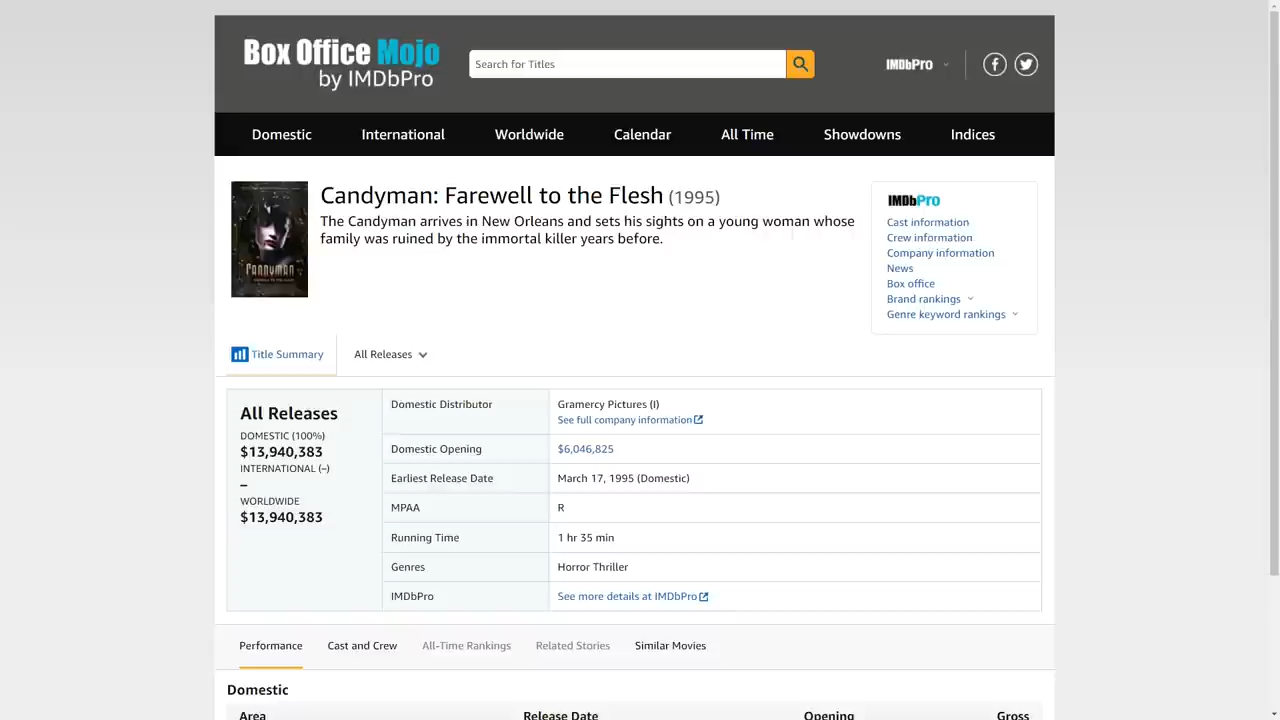 Box Office Mojo
by IMDbPro
Search for Titles
IMDbPro
Domestic
International
Worldwide
Calendar
All Time
Showdowns
Indices
CANDYMAN
Candyman: Farewell to the Flesh (1995)
The Candyman arrives in New Orleans and sets his sights on a young woman whose
family was ruined by the immortal killer years before.
IMDbPro
Cast information
Crew information
Company information
News
Box office
Brand rankings
Genre keyword rankings
Title Summary
All Releases
All Releases
DOMESTIC (100%)
$13,940,383
INTERNATIONAL (–)
–
WORLDWIDE
$13,940,383
Domestic Distributor
Gramercy Pictures (I)
See full company information
Domestic Opening
$6,046,825
Earliest Release Date
March 17, 1995 (Domestic)
MPAA
R
Running Time
1 hr 35 min
Genres
Horror Thriller
IMDbPro
See more details at IMDbPro
Performance
Cast and Crew
All-Time Rankings
Related Stories
Similar Movies
Domestic
Area
Release Date
Opening
Gross